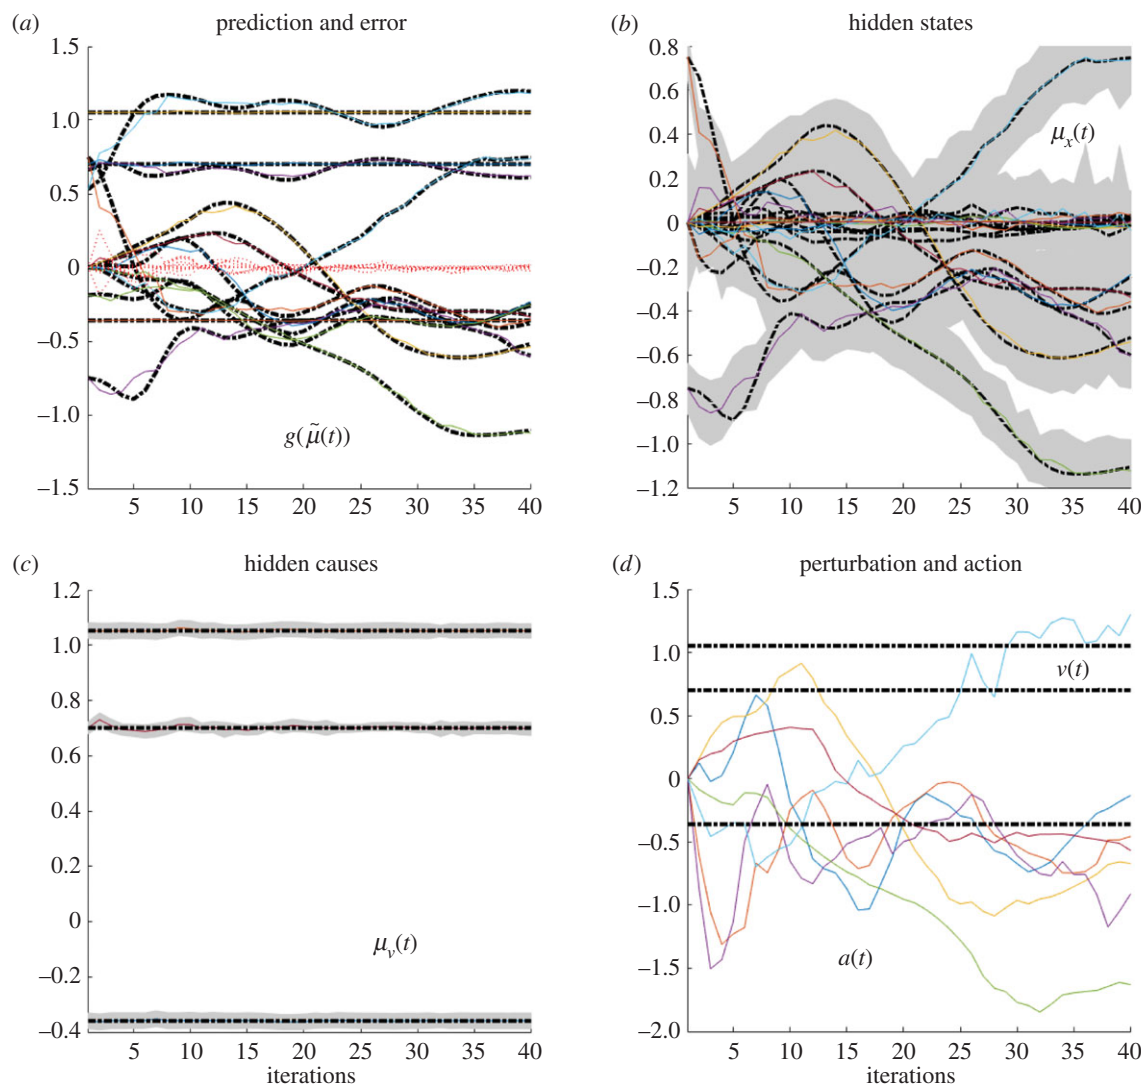 (a) prediction and error
1.5
1.0
0.5
0
–0.5
–1.0
–1.5
g(μ̃(t))
5 10 15 20 25 30 35 40
(b) hidden states
0.8
0.6
0.4
0.2
0
–0.2
–0.4
–0.6
–0.8
–1.0
–1.2
μx(t)
5 10 15 20 25 30 35 40
(c) hidden causes
1.2
1.0
0.8
0.6
0.4
0.2
0
–0.2
–0.4
μv(t)
5 10 15 20 25 30 35 40
iterations
(d) perturbation and action
1.5
1.0
0.5
0
–0.5
–1.0
–1.5
–2.0
v(t)
a(t)
5 10 15 20 25 30 35 40
iterations